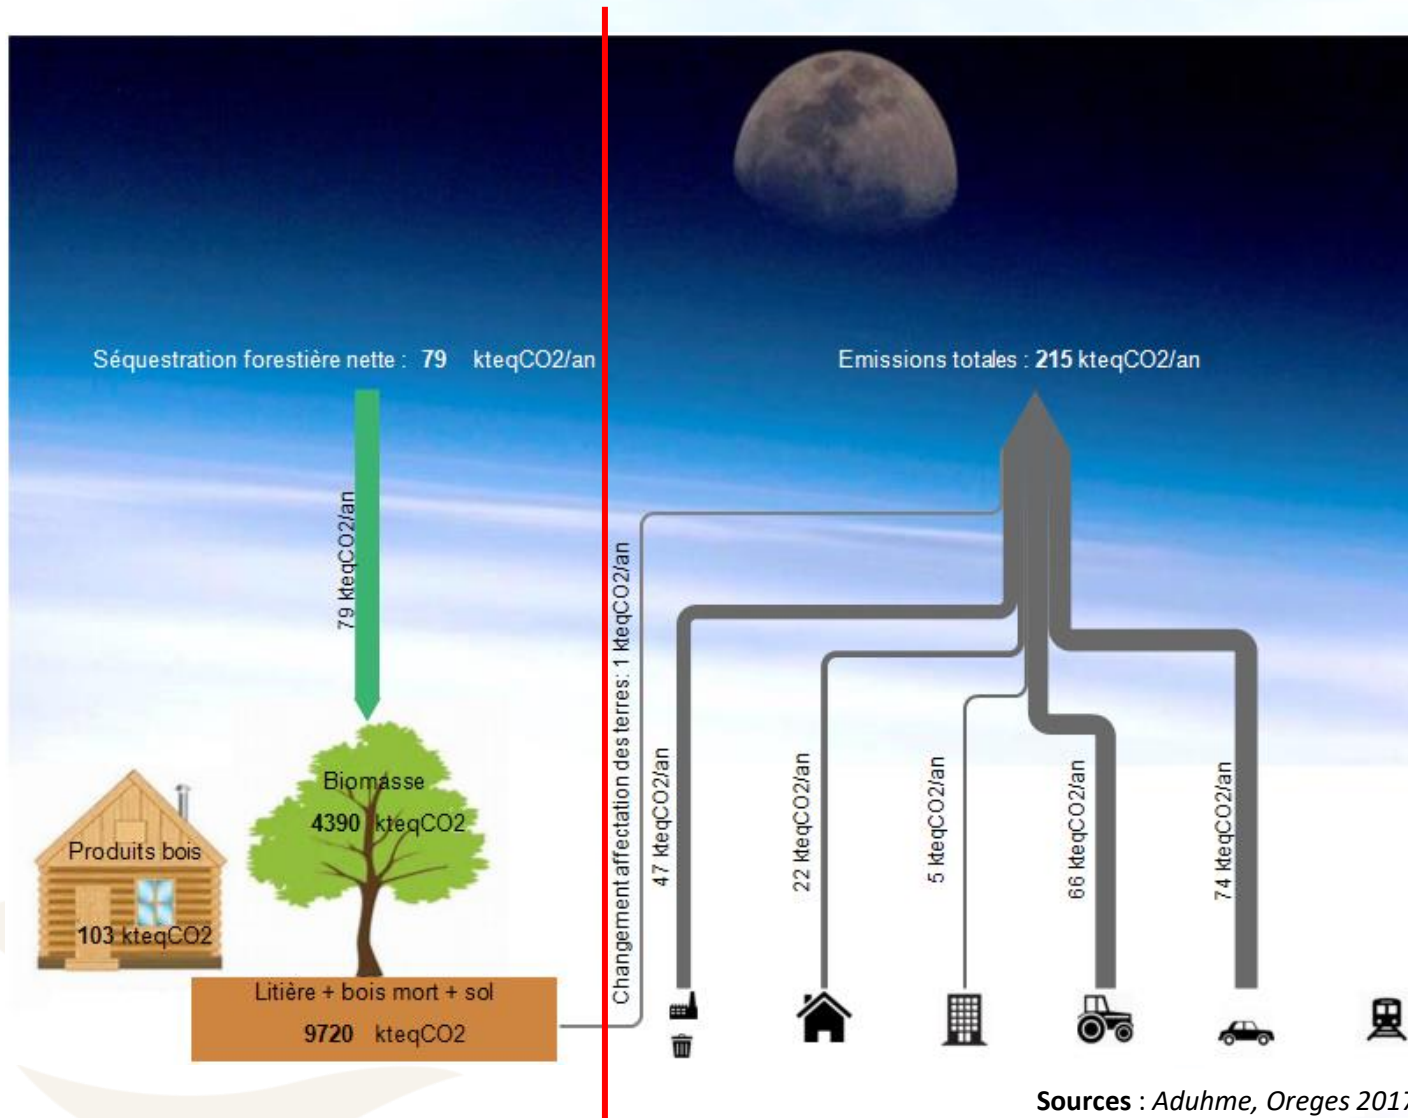 Séquestration forestière nette : 79 kteqCO2/an
Emissions totales : 215 kteqCO2/an
79 kteqCO2/an
Changement affectation des terres: 1 kteqCO2/an
47 kteqCO2/an
22 kteqCO2/an
5 kteqCO2/an
66 kteqCO2/an
74 kteqCO2/an
Biomasse
4390 kteqCO2
Produits bois
103 kteqCO2
Litière + bois mort + sol
9720 kteqCO2
Sources : Aduhme, Oreges 2017